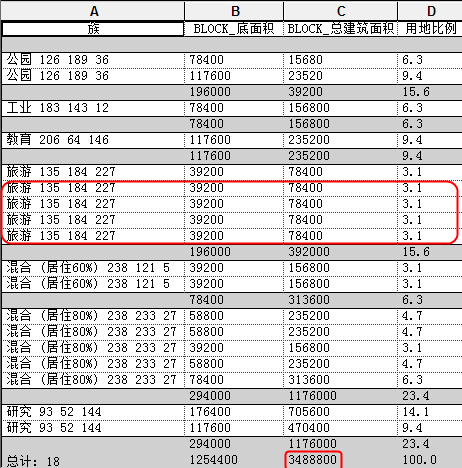 A B C D
族 BLOCK_底面积 BLOCK_总建筑面积 用地比例
公园 126 189 36 78400 15680 6.3
公园 126 189 36 117600 23520 9.4
196000 39200 15.6
工业 183 143 12 78400 156800 6.3
78400 156800 6.3
教育 206 64 146 117600 235200 9.4
117600 235200 9.4
旅游 135 184 227 39200 78400 3.1
旅游 135 184 227 39200 78400 3.1
旅游 135 184 227 39200 78400 3.1
旅游 135 184 227 39200 78400 3.1
旅游 135 184 227 39200 78400 3.1
196000 392000 15.6
混合 (居住60%) 238 121 5 39200 156800 3.1
混合 (居住60%) 238 121 5 39200 156800 3.1
78400 313600 6.3
混合 (居住80%) 238 233 27 58800 235200 4.7
混合 (居住80%) 238 233 27 58800 235200 4.7
混合 (居住80%) 238 233 27 39200 156800 3.1
混合 (居住80%) 238 233 27 58800 235200 4.7
混合 (居住80%) 238 233 27 78400 313600 6.3
294000 1176000 23.4
研究 93 52 144 176400 705600 14.1
研究 93 52 144 117600 470400 9.4
294000 1176000 23.4
总计: 18 1254400 3488800 100.0